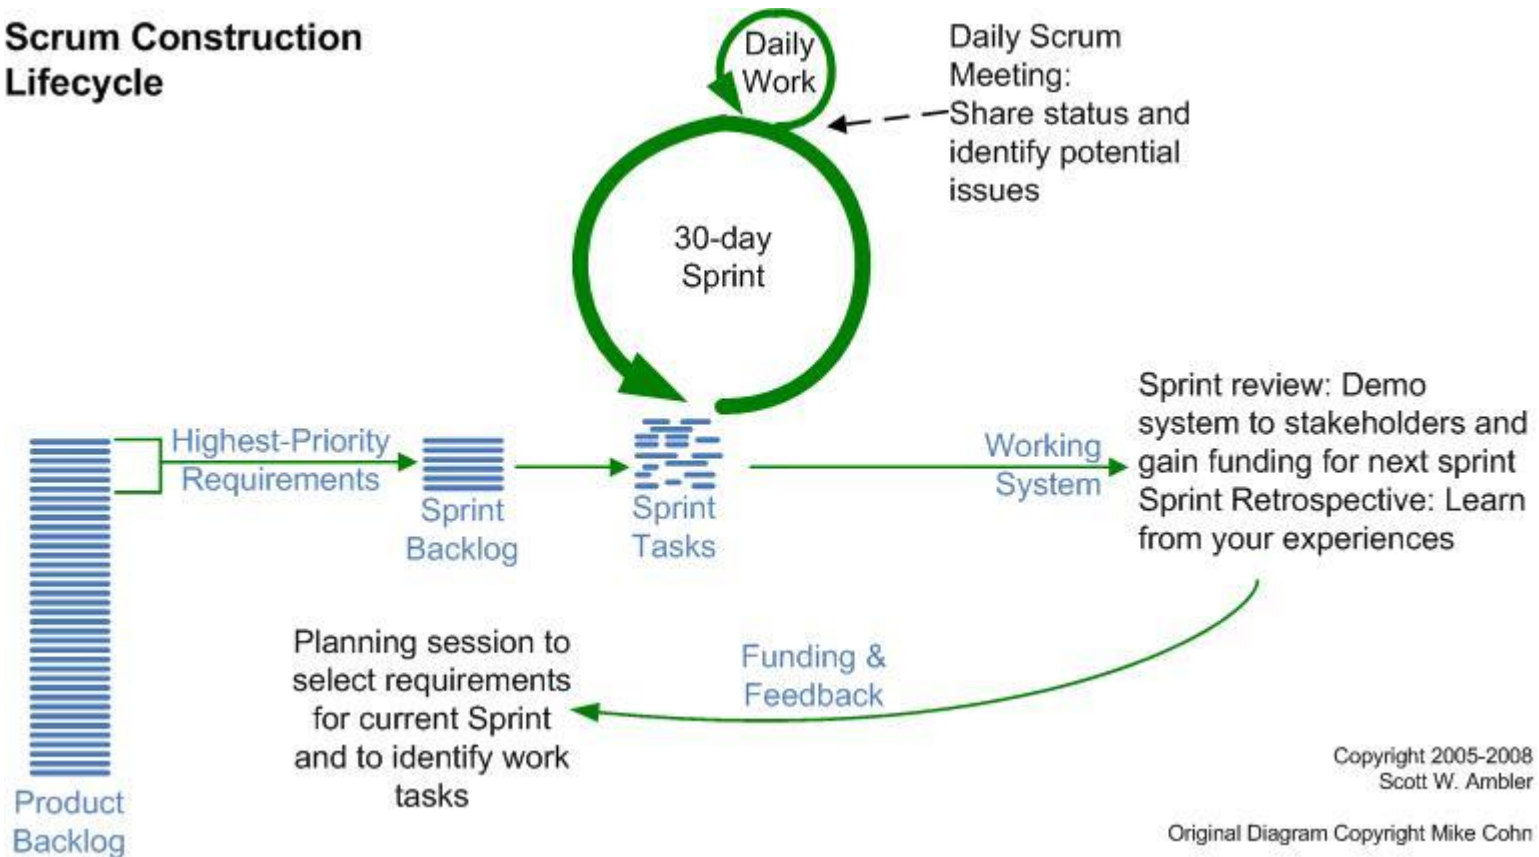 Scrum Construction
Lifecycle
Daily
Work
Daily Scrum
Meeting:
Share status and
identify potential
issues
30-day
Sprint
Highest-Priority
Requirements
Sprint
Backlog
Sprint
Tasks
Working
System
Sprint review: Demo
system to stakeholders and
gain funding for next sprint
Sprint Retrospective: Learn
from your experiences
Planning session to
select requirements
for current Sprint
and to identify work
tasks
Funding &
Feedback
Product
Backlog
Copyright 2005-2008
Scott W. Ambler
Original Diagram Copyright Mike Cohn